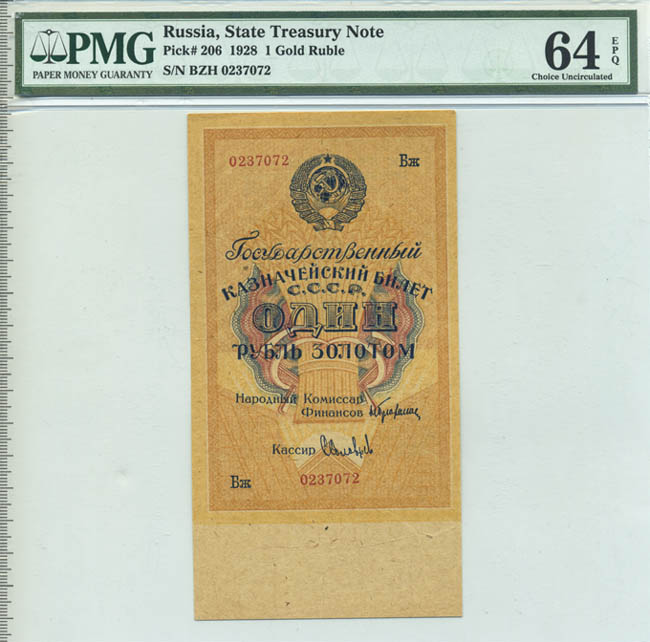 PMG
PAPER MONEY GUARANTY
Russia, State Treasury Note
Pick# 206 1928 1 Gold Ruble
S/N BZH 0237072
64 EPQ
Choice Uncirculated
0237072 Бж
Государственный
КАЗНАЧЕЙСКИЙ БИЛЕТ
С.С.С.Р.
ОДИН
РУБЛЬ ЗОЛОТОМ
Народный Комиссар
Финансов
Кассир
Бж 0237072